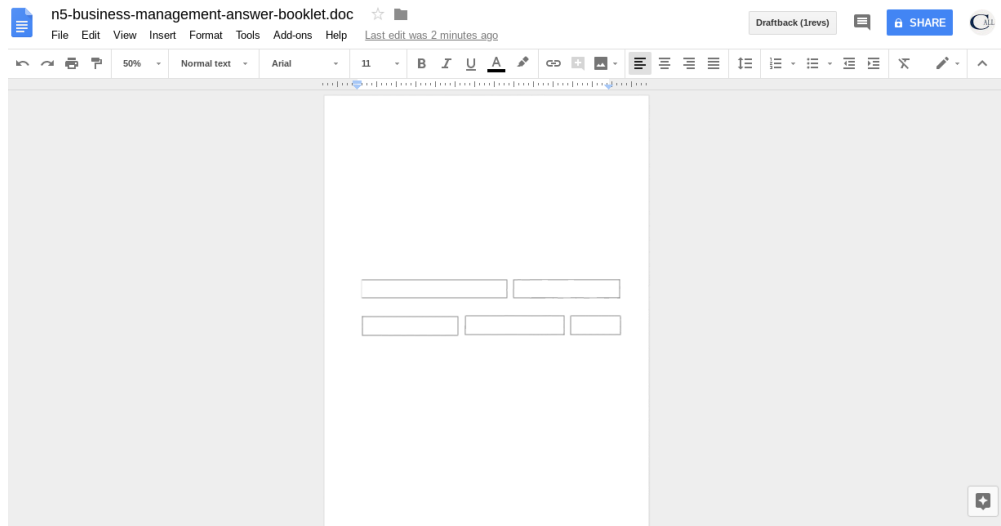 n5-business-management-answer-booklet.doc
File Edit View Insert Format Tools Add-ons Help Last edit was 2 minutes ago
Draftback (1revs)
SHARE
CALL
50% Normal text Arial 11 B I U A